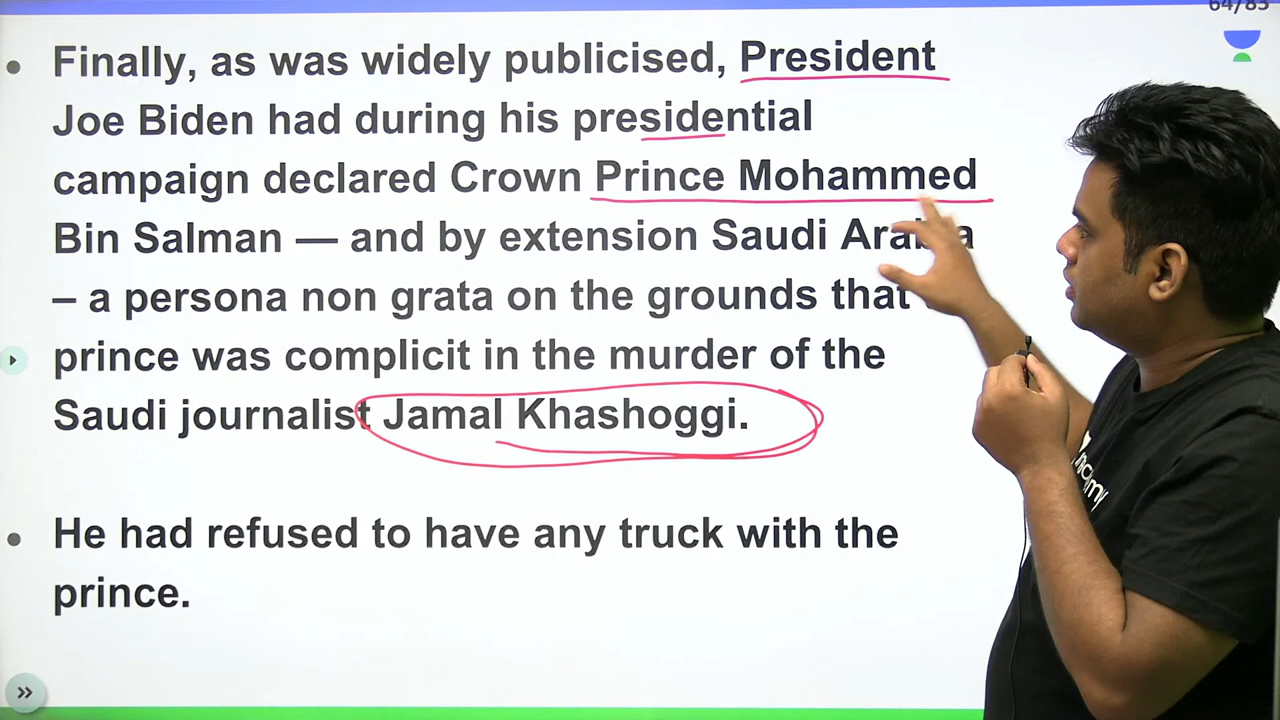 64/83
Finally, as was widely publicised, President
Joe Biden had during his presidential
campaign declared Crown Prince Mohammed
Bin Salman — and by extension Saudi Arabia
– a persona non grata on the grounds that
prince was complicit in the murder of the
Saudi journalist Jamal Khashoggi.
He had refused to have any truck with the
prince.